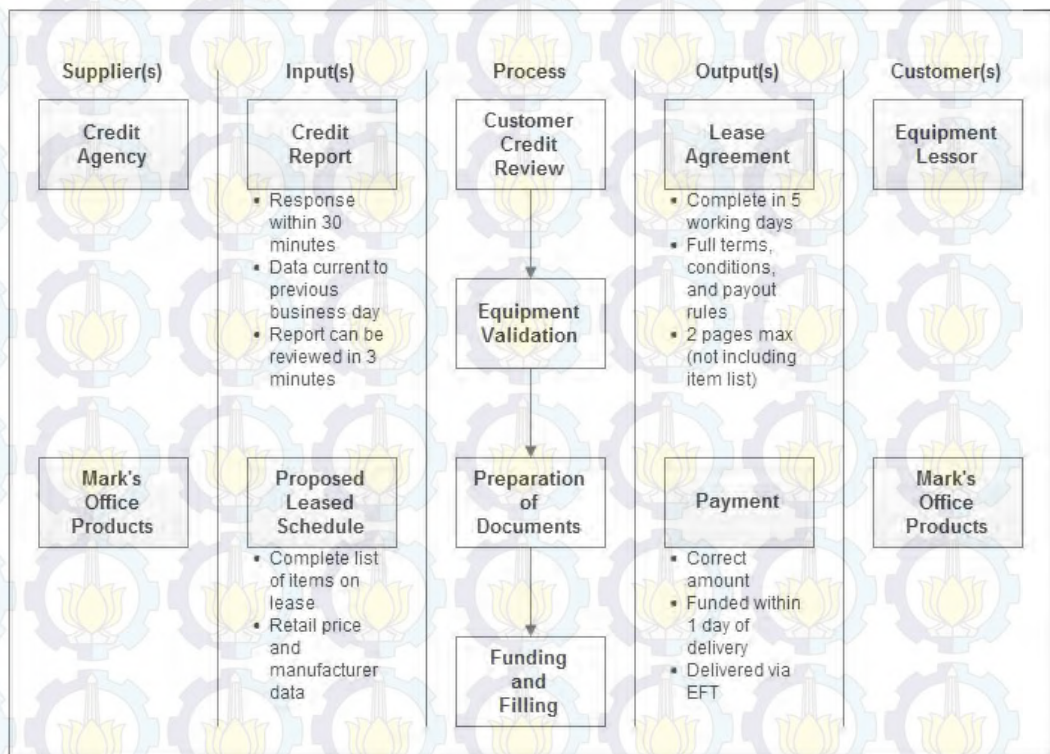 Supplier(s)
Credit
Agency
Mark's
Office
Products
Input(s)
Credit
Report
▪ Response
within 30
minutes
▪ Data current to
previous
business day
▪ Report can be
reviewed in 3
minutes
Proposed
Leased
Schedule
▪ Complete list
of items on
lease
▪ Retail price
and
manufacturer
data
Process
Customer
Credit
Review
Equipment
Validation
Preparation
of
Documents
Funding
and
Filling
Output(s)
Lease
Agreement
▪ Complete in 5
working days
▪ Full terms,
conditions,
and payout
rules
▪ 2 pages max
(not including
item list)
Payment
▪ Correct
amount
▪ Funded within
1 day of
delivery
▪ Delivered via
EFT
Customer(s)
Equipment
Lessor
Mark's
Office
Products